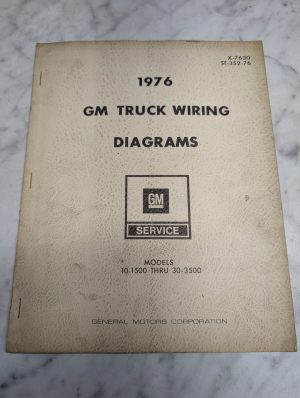 X-7630
ST-352-76
1976
GM TRUCK WIRING
DIAGRAMS
GM
SERVICE
MODELS
10-1500 THRU 30-3500
GENERAL MOTORS CORPORATION